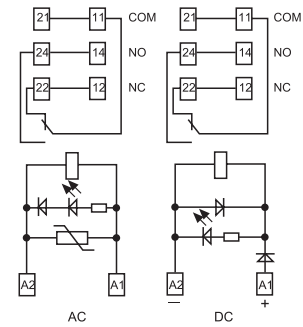 21 11 COM 21 11 COM
24 14 NO 24 14 NO
22 12 NC 22 12 NC
A2 A1 A2 A1
— +
AC DC